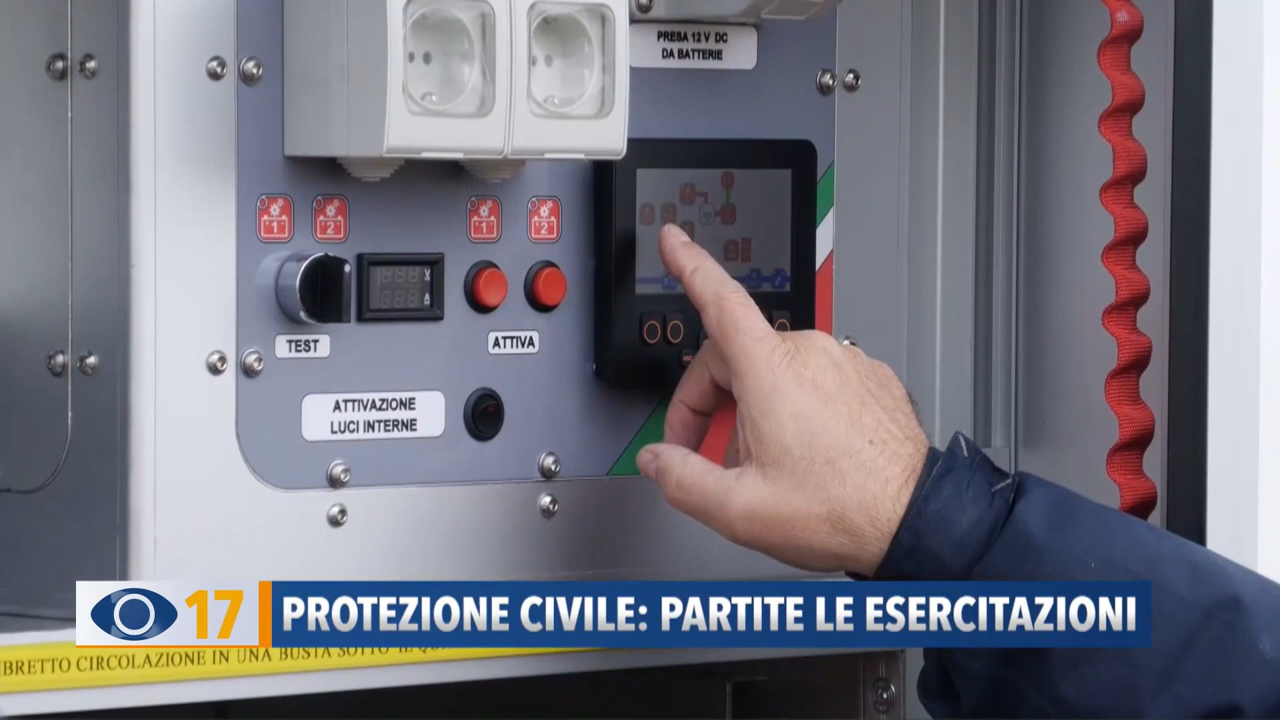 PRESA 12 V DC
DA BATTERIE
1 2 1 2
V
A
TEST
ATTIVA
ATTIVAZIONE
LUCI INTERNE
17 PROTEZIONE CIVILE: PARTITE LE ESERCITAZIONI
BRETTO CIRCOLAZIONE IN UNA BUSTA SOTTO